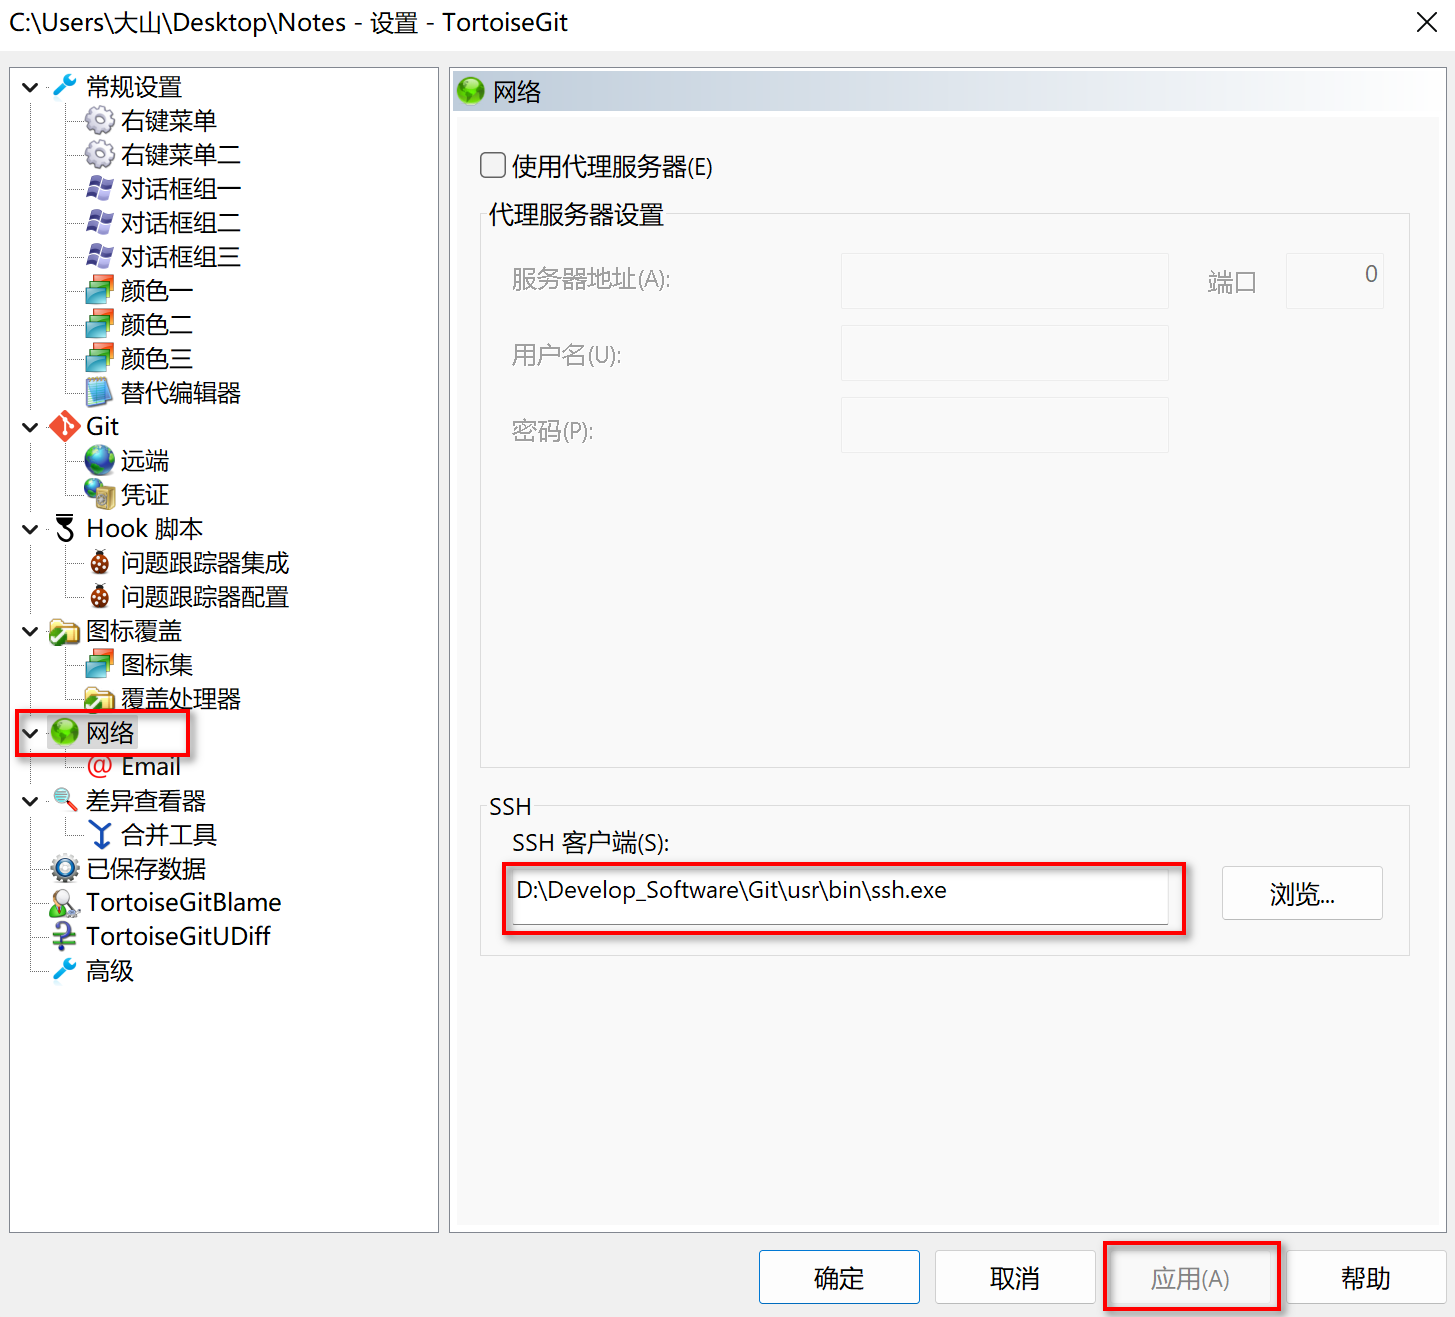 C:\Users\大山\Desktop\Notes - 设置 - TortoiseGit
常规设置
右键菜单
右键菜单二
对话框组一
对话框组二
对话框组三
颜色一
颜色二
颜色三
替代编辑器
Git
远端
凭证
Hook 脚本
问题跟踪器集成
问题跟踪器配置
图标覆盖
图标集
覆盖处理器
网络
Email
差异查看器
合并工具
已保存数据
TortoiseGitBlame
TortoiseGitUDiff
高级
网络
使用代理服务器(E)
代理服务器设置
服务器地址(A):
端口
0
用户名(U):
密码(P):
SSH
SSH 客户端(S):
D:\Develop_Software\Git\usr\bin\ssh.exe
浏览...
确定
取消
应用(A)
帮助